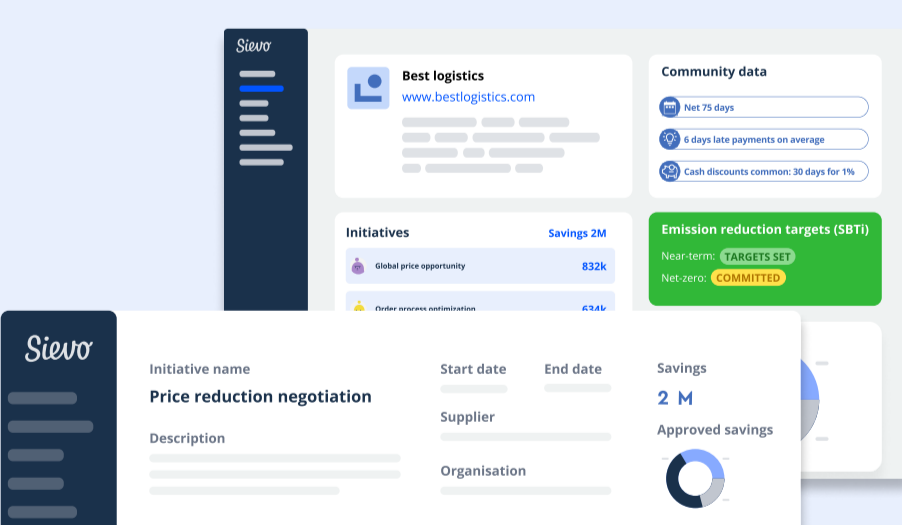 Sievo
Best logistics
www.bestlogistics.com
Community data
Net 75 days
6 days late payments on average
Cash discounts common: 30 days for 1%
Initiatives
Savings 2M
Global price opportunity
832k
Order process optimization
634k
Emission reduction targets (SBTi)
Near-term: TARGETS SET
Net-zero: COMMITTED
Sievo
Initiative name
Price reduction negotiation
Description
Start date
End date
Supplier
Organisation
Savings
2 M
Approved savings